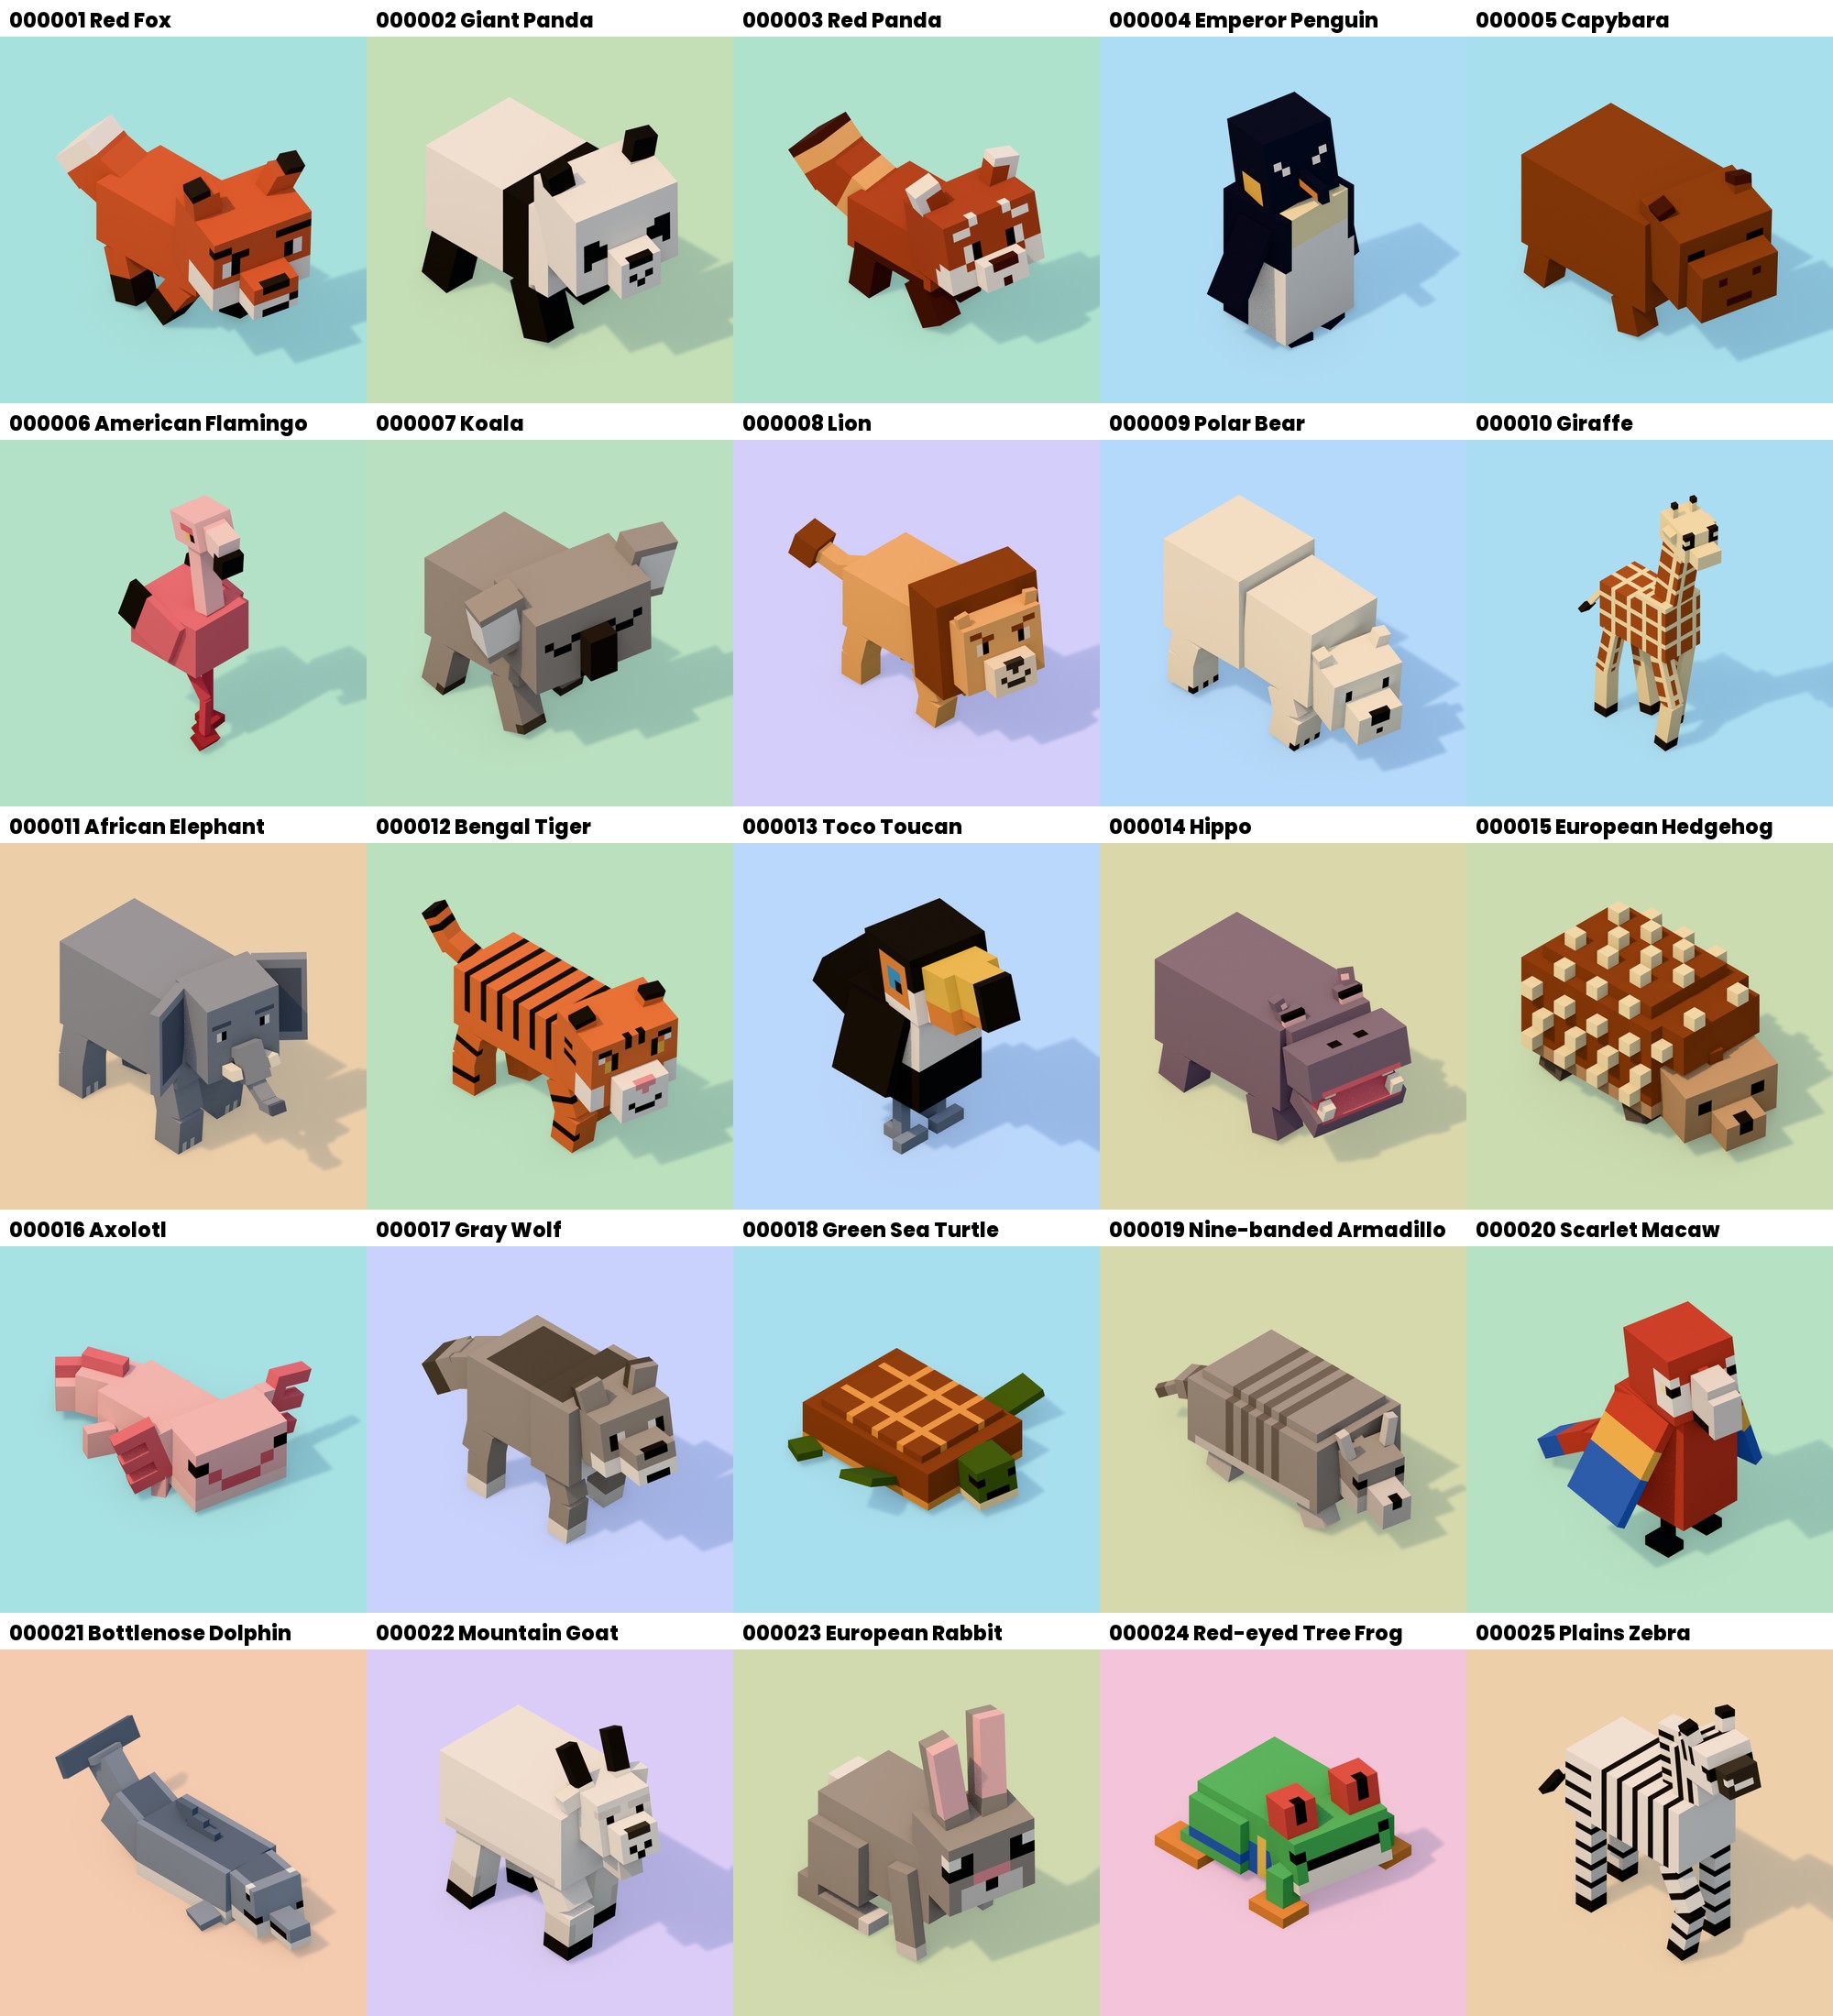 000001 Red Fox
000002 Giant Panda
000003 Red Panda
000004 Emperor Penguin
000005 Capybara
000006 American Flamingo
000007 Koala
000008 Lion
000009 Polar Bear
000010 Giraffe
000011 African Elephant
000012 Bengal Tiger
000013 Toco Toucan
000014 Hippo
000015 European Hedgehog
000016 Axolotl
000017 Gray Wolf
000018 Green Sea Turtle
000019 Nine-banded Armadillo
000020 Scarlet Macaw
000021 Bottlenose Dolphin
000022 Mountain Goat
000023 European Rabbit
000024 Red-eyed Tree Frog
000025 Plains Zebra